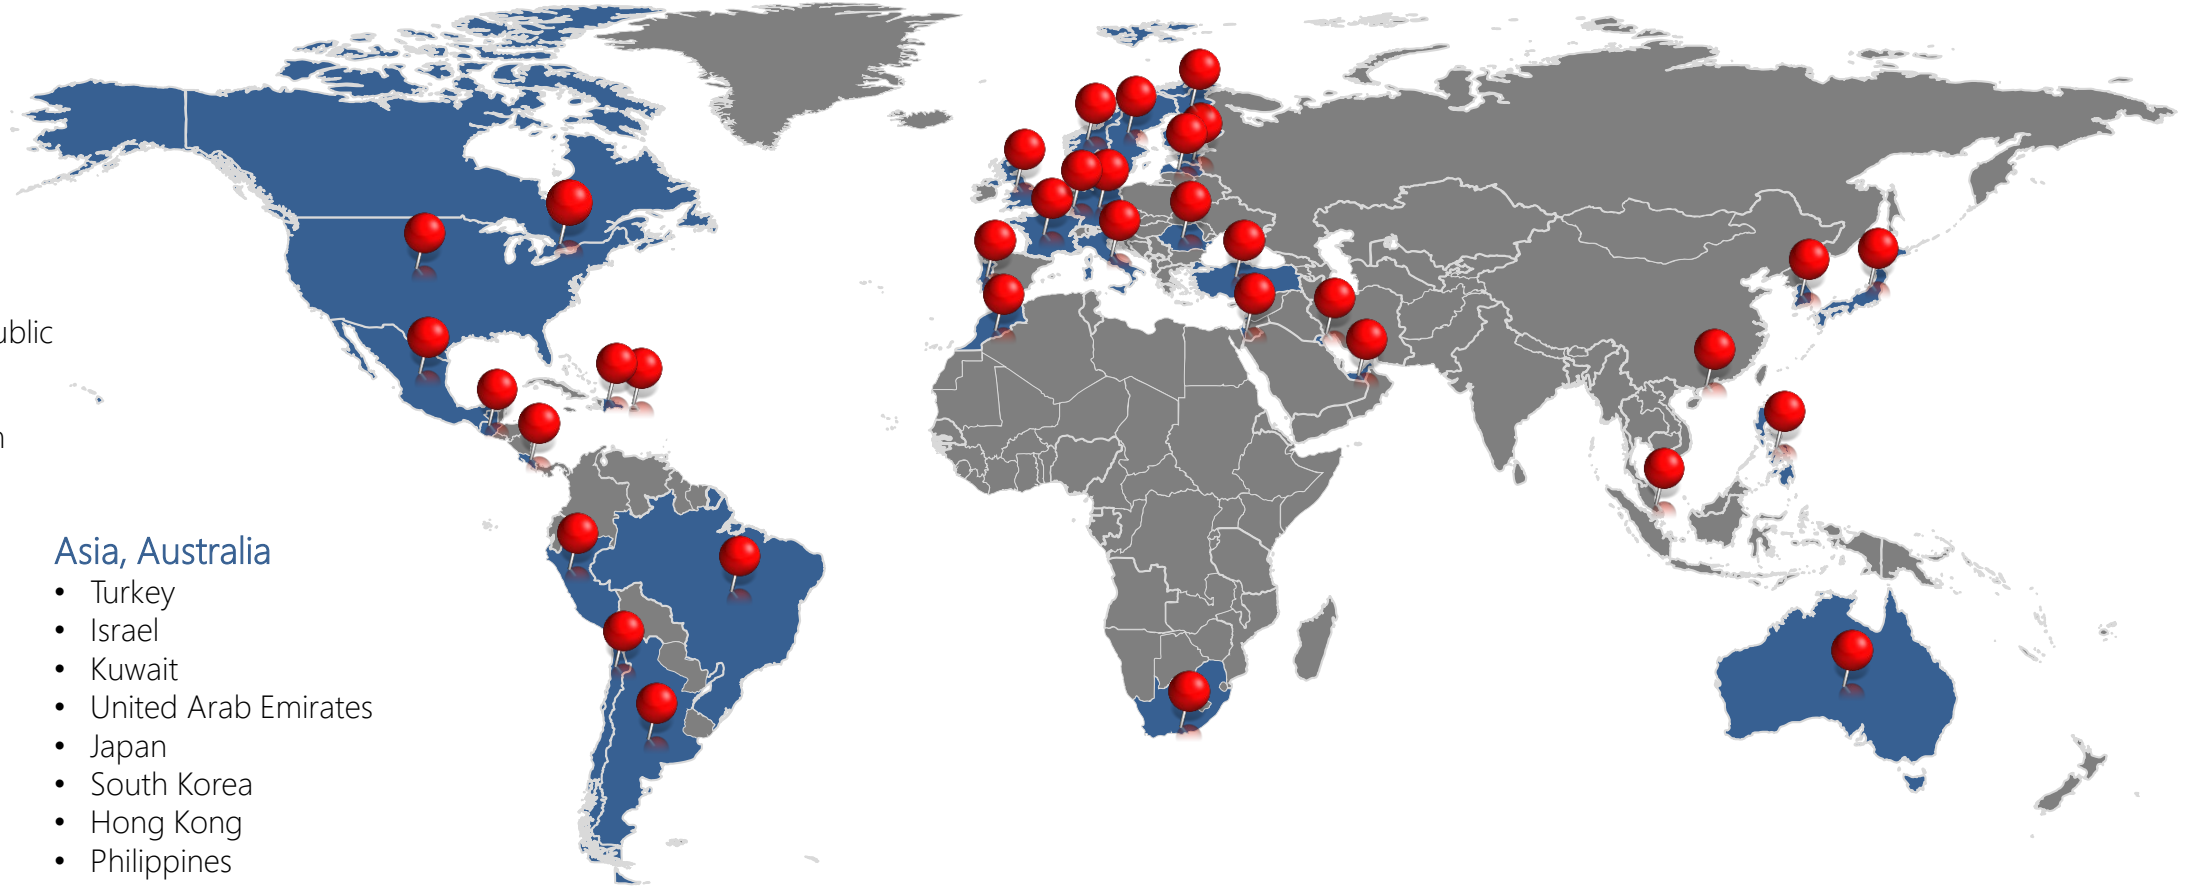 ublic
n
Asia, Australia
• Turkey
• Israel
• Kuwait
• United Arab Emirates
• Japan
• South Korea
• Hong Kong
• Philippines